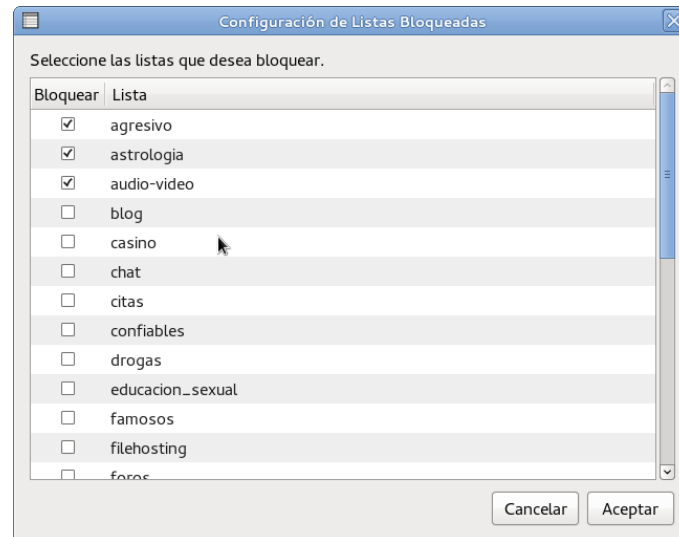 Configuración de Listas Bloqueadas
Seleccione las listas que desea bloquear.
Bloquear Lista
agresivo
astrologia
audio-video
blog
casino
chat
citas
confiables
drogas
educacion_sexual
famosos
filehosting
foros
Cancelar Aceptar